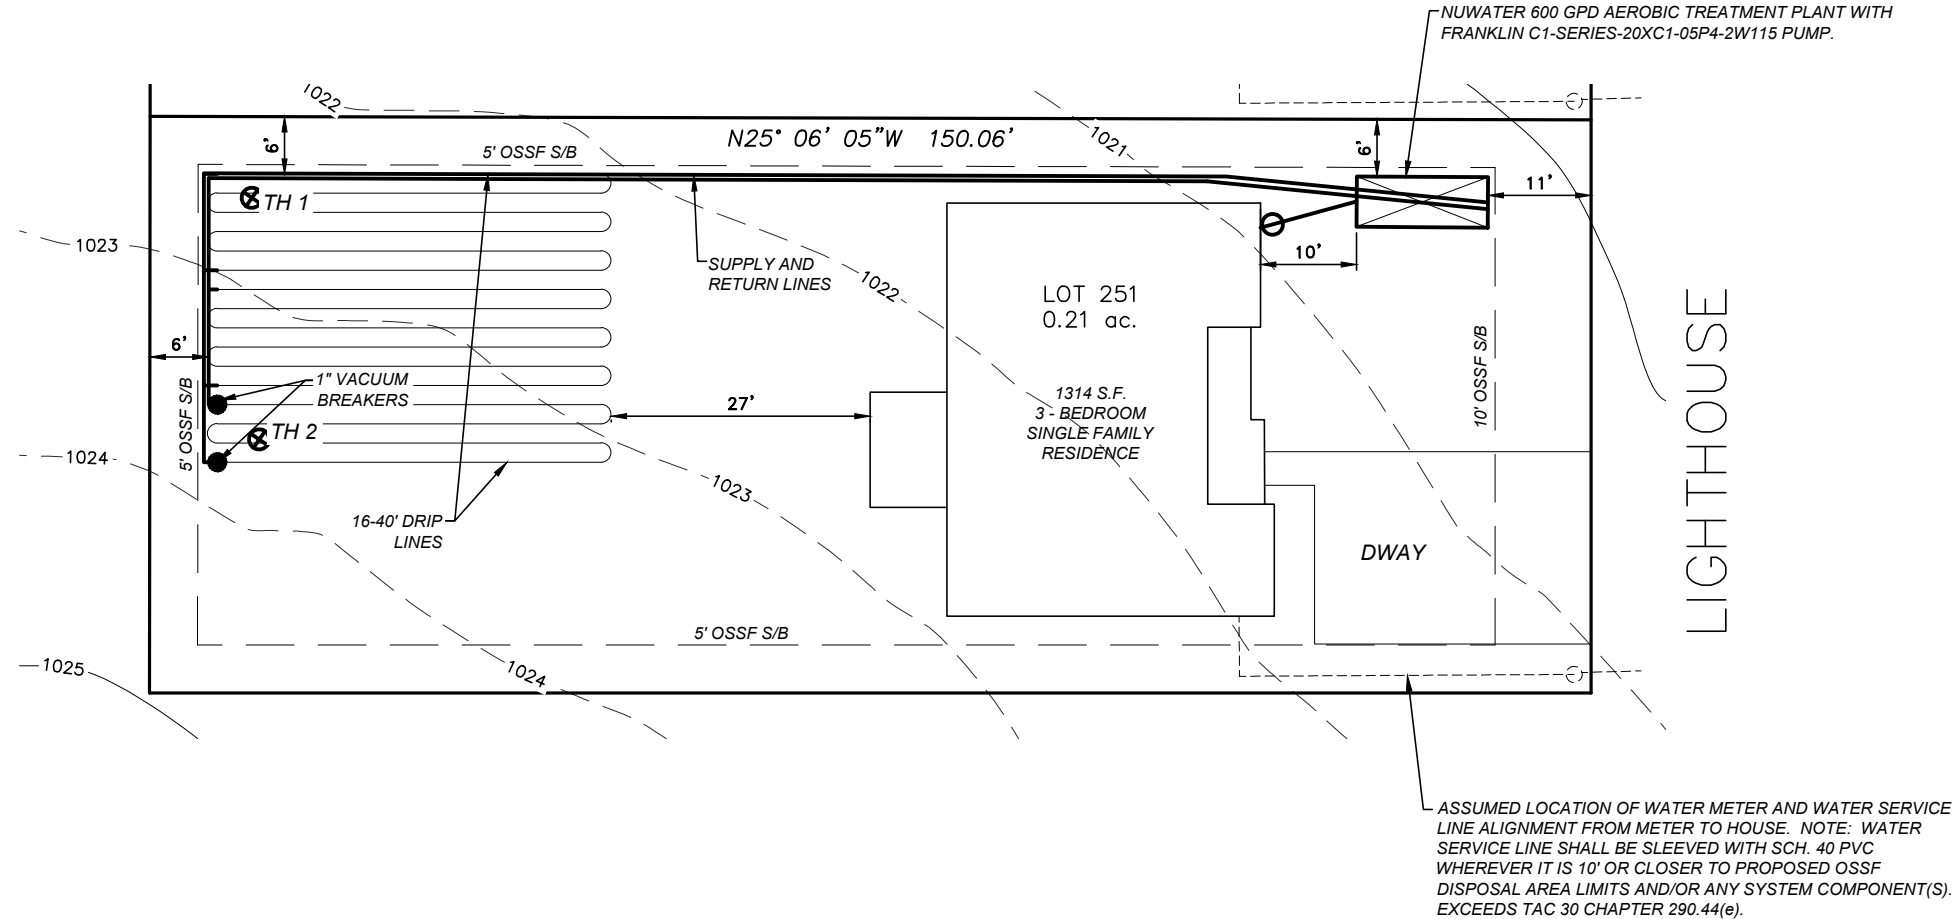 NUWATER 600 GPD AEROBIC TREATMENT PLANT WITH
FRANKLIN C1-SERIES-20XC1-05P4-2W115 PUMP.
1022
6'
N25° 06' 05"W 150.06'
5' OSSF S/B
1021
6'
11'
TH 1
1023
SUPPLY AND
RETURN LINES
1022
10'
LOT 251
0.21 ac.
LIGHTHOUSE
6'
10' OSSF S/B
5' OSSF S/B
1" VACUUM
BREAKERS
27'
1314 S.F.
3 - BEDROOM
SINGLE FAMILY
RESIDENCE
TH 2
1024
1023
16-40' DRIP
LINES
DWAY
5' OSSF S/B
1025
1024
ASSUMED LOCATION OF WATER METER AND WATER SERVICE
LINE ALIGNMENT FROM METER TO HOUSE. NOTE: WATER
SERVICE LINE SHALL BE SLEEVED WITH SCH. 40 PVC
WHEREVER IT IS 10' OR CLOSER TO PROPOSED OSSF
DISPOSAL AREA LIMITS AND/OR ANY SYSTEM COMPONENT(S).
EXCEEDS TAC 30 CHAPTER 290.44(e).